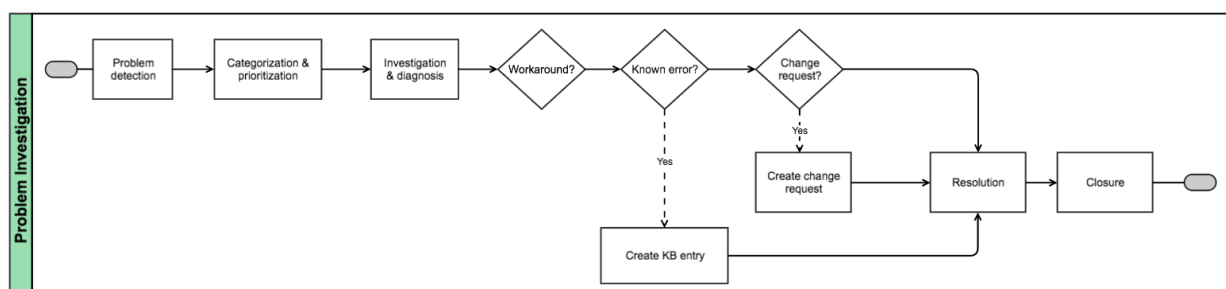 Problem Investigation
Problem
detection
Categorization &
prioritization
Investigation
& diagnosis
Workaround?
Known error?
Change
request?
Yes
Yes
Create change
request
Resolution
Closure
Create KB entry